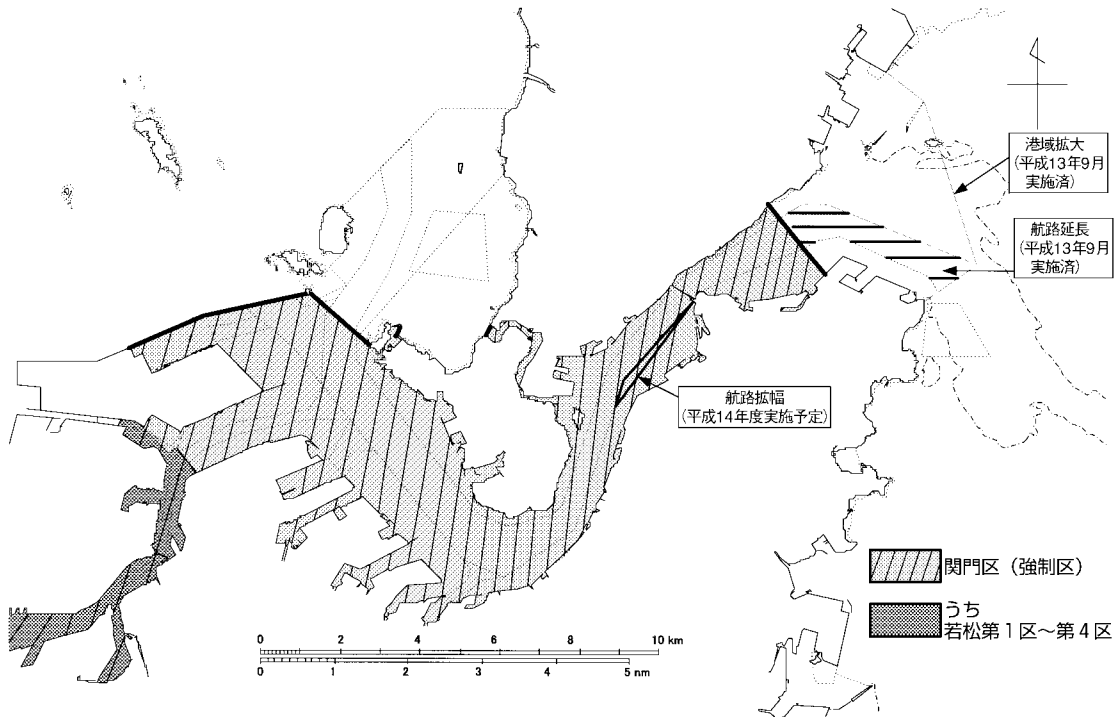 港域拡大
(平成13年9月
実施済)
航路延長
(平成13年9月
実施済)
航路拡幅
(平成14年度実施予定)
関門区（強制区）
うち
若松第１区～第４区
0 2 4 6 8 10 km
0 1 2 3 4 5 nm